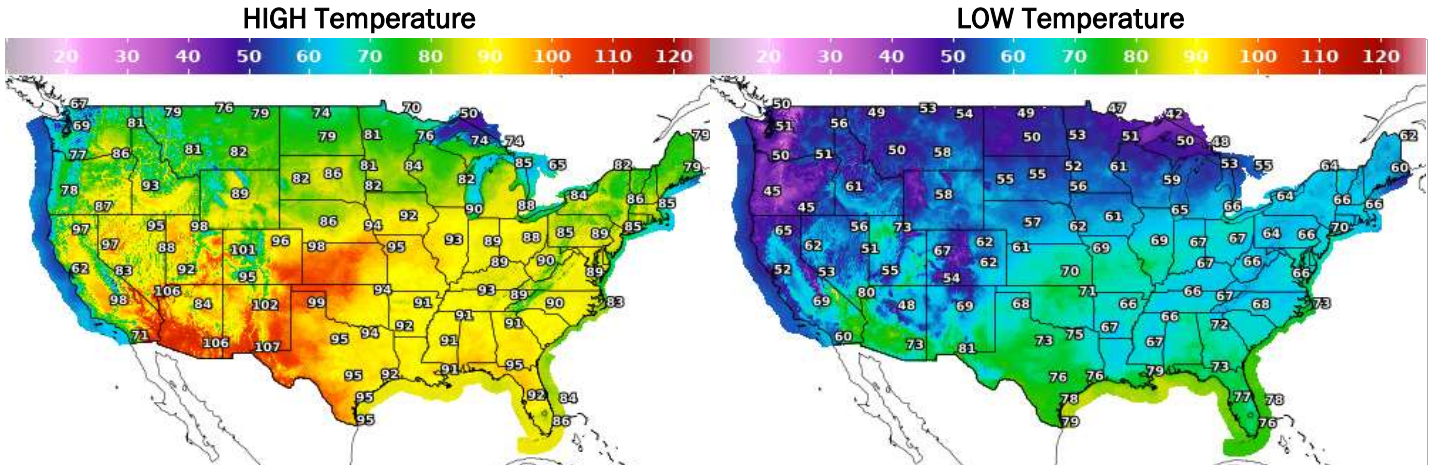 HIGH Temperature LOW Temperature
20 30 40 50 60 70 80 90 100 110 120 20 30 40 50 60 70 80 90 100 110 120
67 79 76 79 74 70 50 50 49 53 54 49 47 42
69 81 81 82 79 81 76 74 74 79 51 56 50 58 50 53 51 50 48 62
77 86 81 84 85 65 82 79 50 51 52 61 53 55 64 60
78 93 89 82 86 82 82 84 86 85 45 61 58 55 55 56 59 64 66 66
87 90 88 45 65 66
97 97 95 98 86 94 92 85 89 85 65 56 73 57 62 61 64 66 70
88 101 96 98 95 93 89 88 62 51 67 62 61 69 69 67 67
62 83 92 95 89 90 89 52 53 55 54 62 70 67 66 66
98 106 84 102 99 94 91 93 89 90 83 69 80 48 69 68 71 66 66 67 68 73
71 106 107 95 94 92 91 91 91 60 73 81 73 75 67 67 66 72
95 92 91 95 76 76 79 73
95 92 84 78 77 78
95 86 79 76